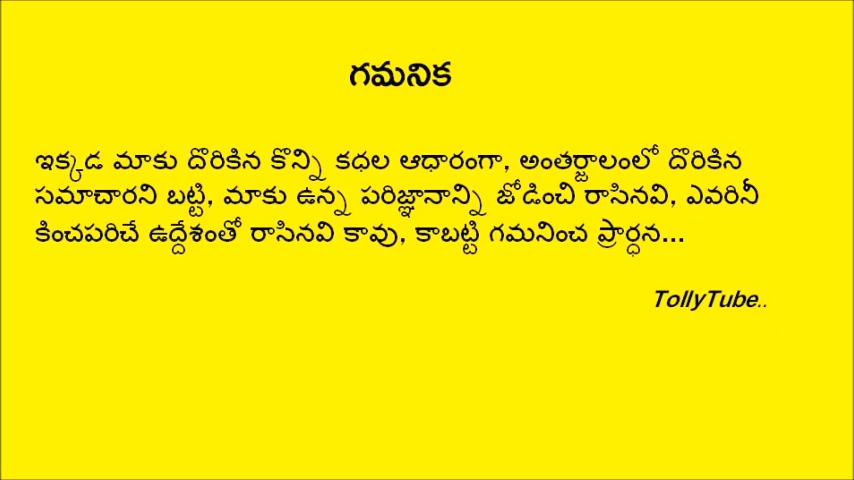 గమనిక
ఇక్కడ మాకు దొరికిన కొన్ని కధల ఆధారంగా, అంతర్జాలంలో దొరికిన
సమాచారని బట్టి, మాకు ఉన్న పరిజ్ఞానాన్ని జోడించి రాసినవి, ఎవరినీ
కించపరిచే ఉద్దేశంతో రాసినవి కావు, కాబట్టి గమనించ ప్రార్ధన...
TollyTube..